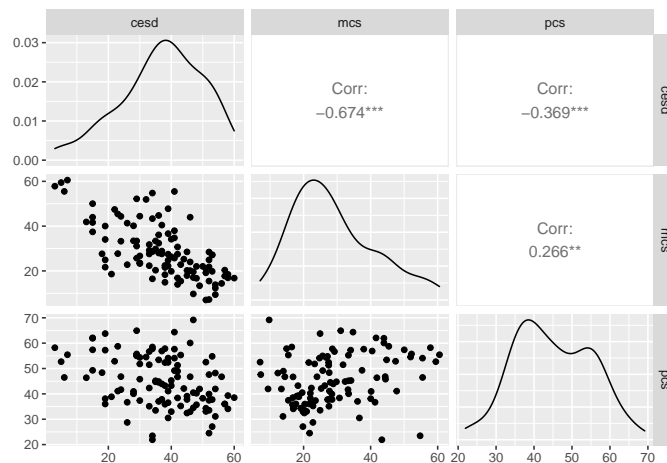 cesd mcs pcs
0.03
0.02
0.01
0.00
Corr:
−0.674***
Corr:
−0.369***
cesd
60
40
20
Corr:
0.266**
mcs
70
60
50
40
30
20
pcs
20 40 60
20 40 60
20 30 40 50 60 70